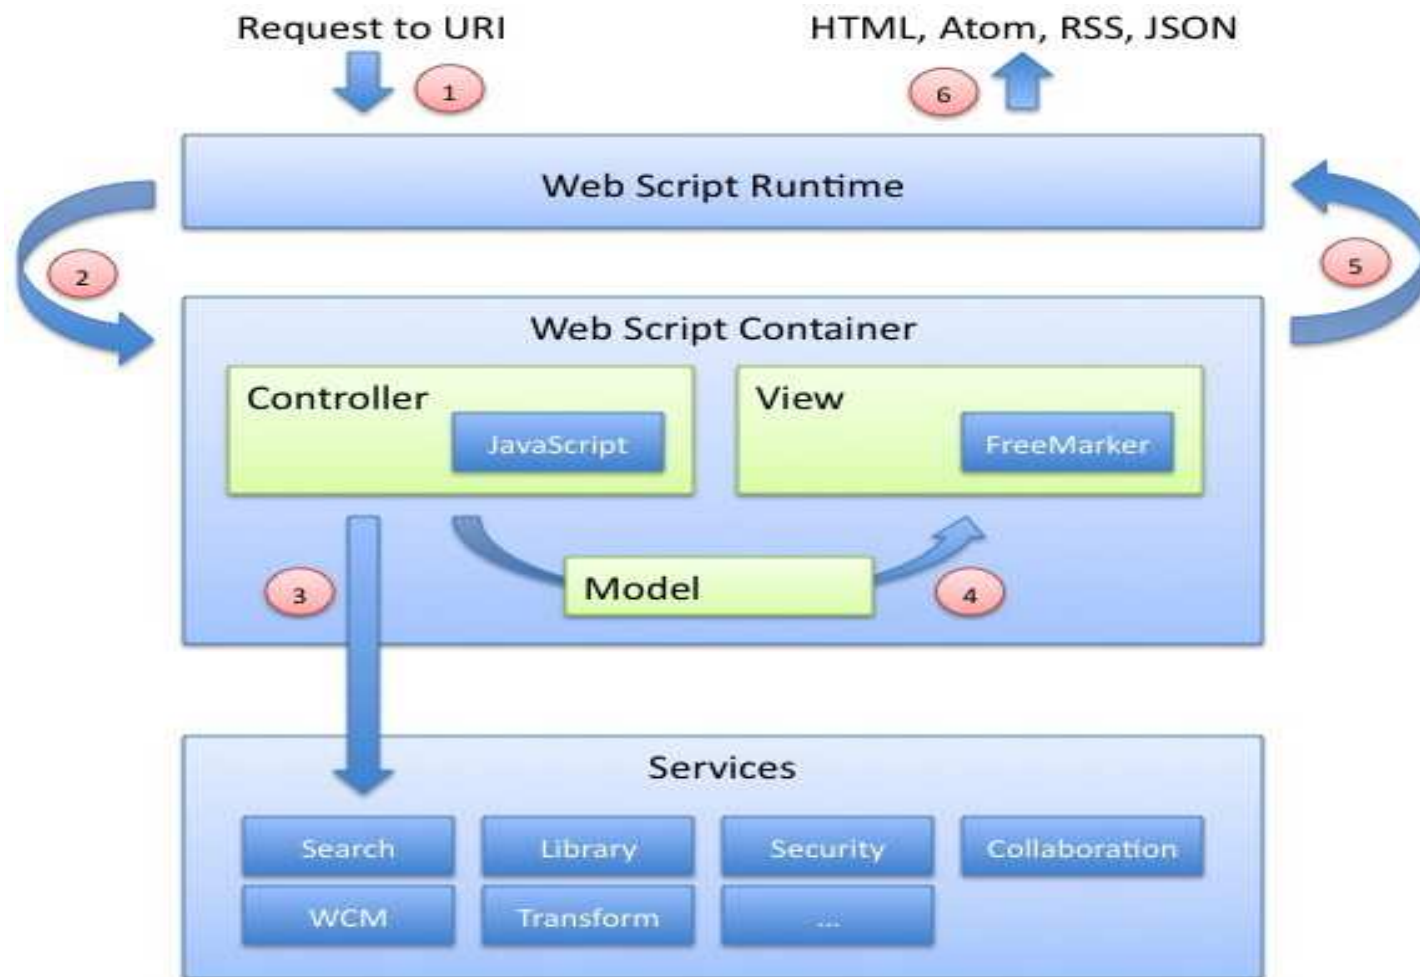 Request to URI
HTML, Atom, RSS, JSON
1
6
Web Script Runtime
2
5
Web Script Container
Controller
JavaScript
View
FreeMarker
3
Model
4
Services
Search
Library
Security
Collaboration
WCM
Transform
...